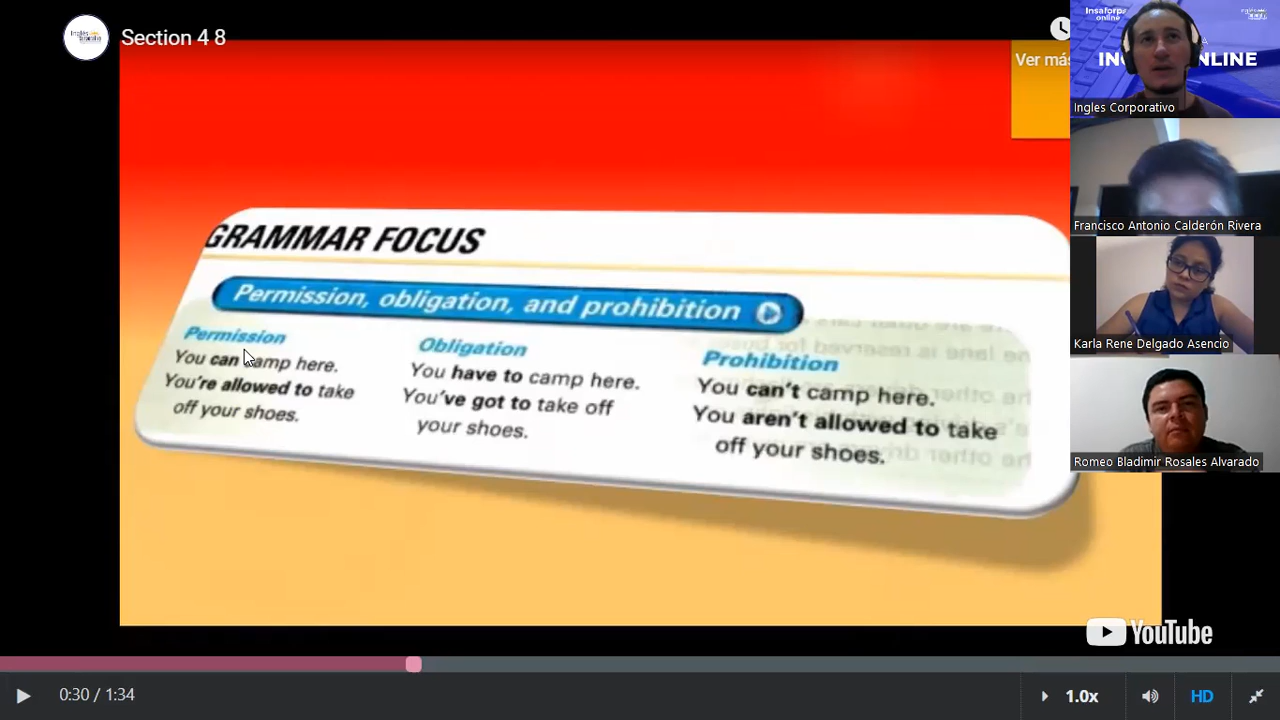 Section 4 8
Ver más
GRAMMAR FOCUS
Permission, obligation, and prohibition
Permission
You can camp here.
You're allowed to take
off your shoes.
Obligation
You have to camp here.
You've got to take off
your shoes.
Prohibition
You can't camp here.
You aren't allowed to take
off your shoes.
YouTube
0:30 / 1:34
1.0x
HD
Insaforp
online
Ingles Corporativo
Francisco Antonio Calderón Rivera
Karla Rene Delgado Asencio
Romeo Bladimir Rosales Alvarado